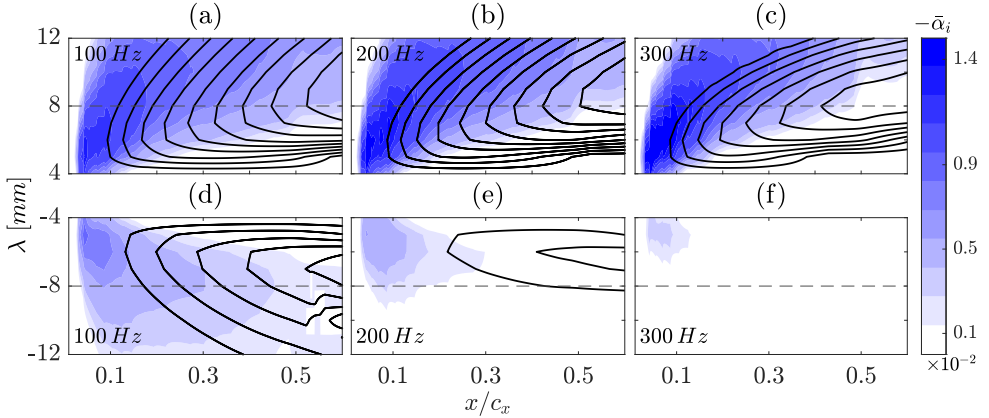 (a) (b) (c) −ᾱᵢ
12 100 Hz 200 Hz 300 Hz 1.4
8
4 0.9
(d) (e) (f)
-4
λ [mm] 0.5
-8
100 Hz 200 Hz 300 Hz 0.1
-12 ×10⁻²
0.1 0.3 0.5 0.1 0.3 0.5 0.1 0.3 0.5
x/cₓ